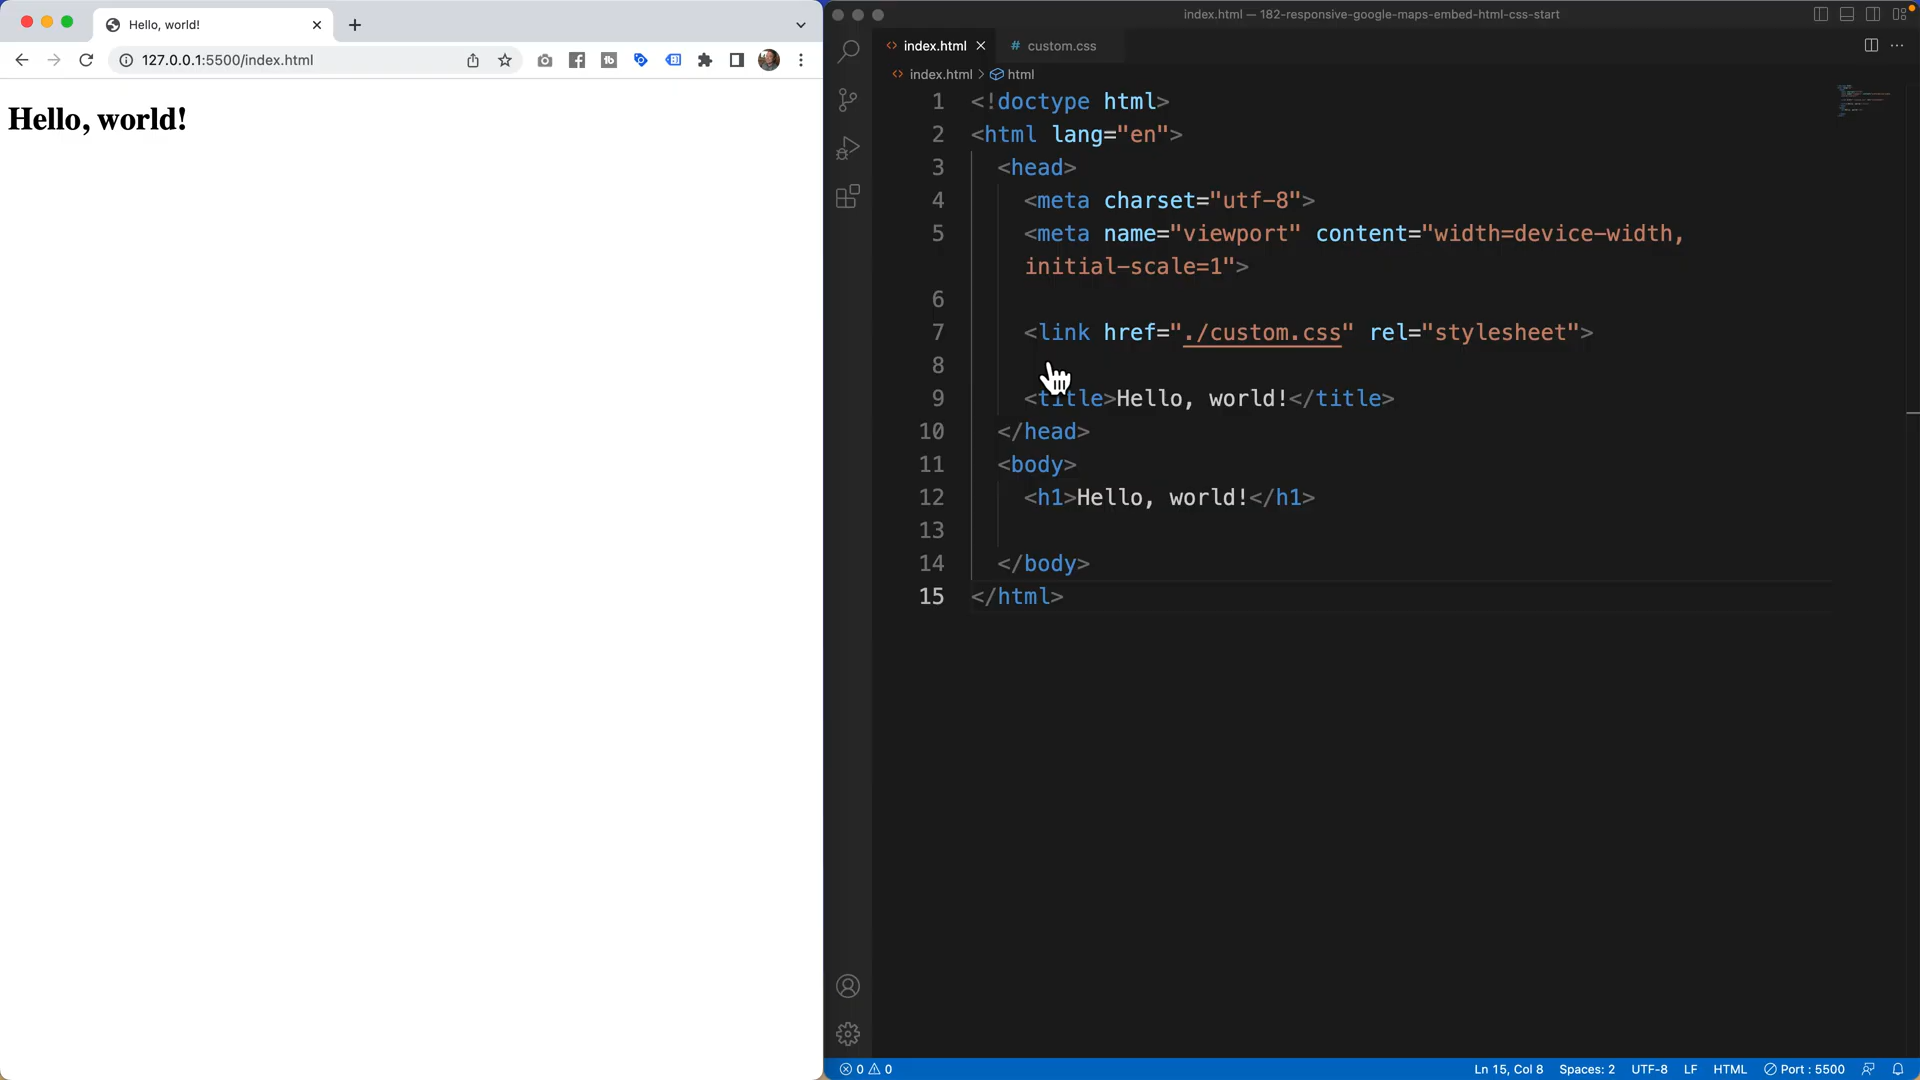 Hello, world!
127.0.0.1:5500/index.html
Hello, world!
index.html — 182-responsive-google-maps-embed-html-css-start
index.html
# custom.css
index.html > html
1 <!doctype html>
2 <html lang="en">
3 <head>
4 <meta charset="utf-8">
5 <meta name="viewport" content="width=device-width,
initial-scale=1">
6
7 <link href="./custom.css" rel="stylesheet">
8
9 <title>Hello, world!</title>
10 </head>
11 <body>
12 <h1>Hello, world!</h1>
13
14 </body>
15 </html>
0 0
Ln 15, Col 8 Spaces: 2 UTF-8 LF HTML Port : 5500